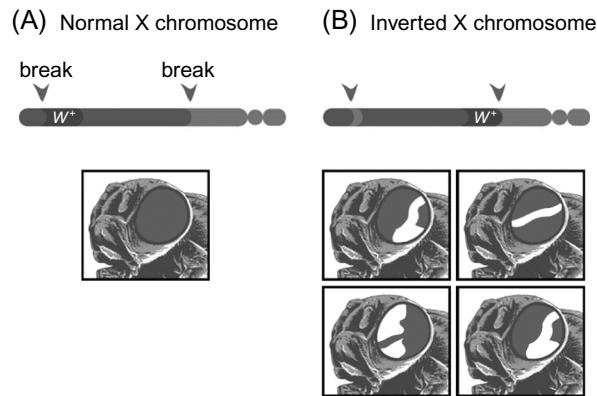 (A) Normal X chromosome
break break
W+
(B) Inverted X chromosome
W+